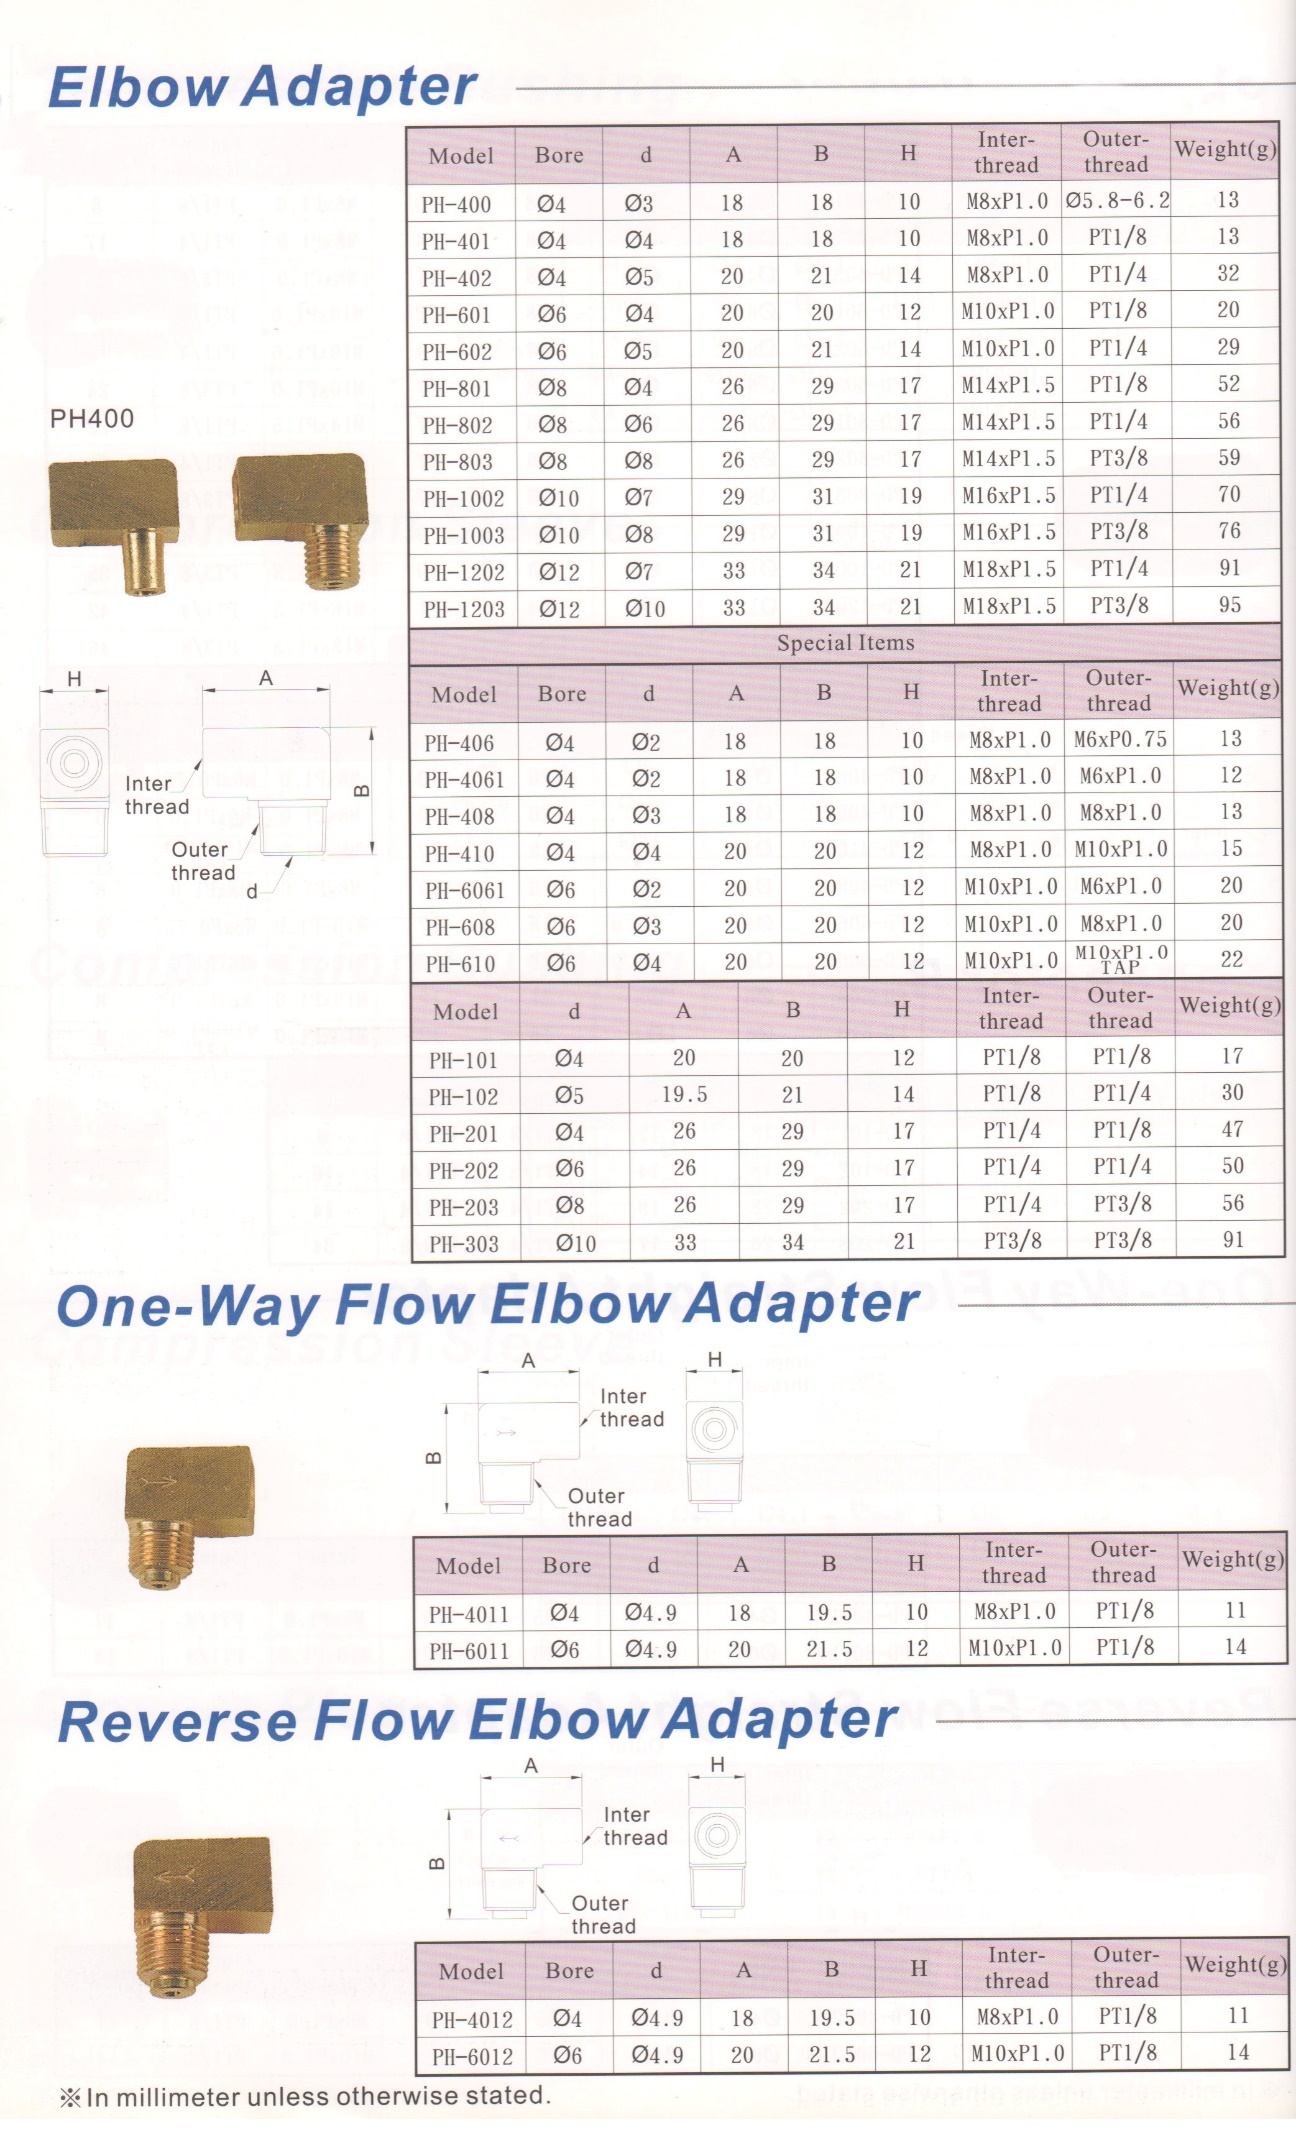 Elbow Adapter
Model Bore d A B H Inter-thread Outer-thread Weight(g)
PH-400 Ø4 Ø3 18 18 10 M8xP1.0 Ø5.8-6.2 13
PH-401 Ø4 Ø4 18 18 10 M8xP1.0 PT1/8 13
PH-402 Ø4 Ø5 20 21 14 M8xP1.0 PT1/4 32
PH-601 Ø6 Ø4 20 20 12 M10xP1.0 PT1/8 20
PH-602 Ø6 Ø5 20 21 14 M10xP1.0 PT1/4 29
PH-801 Ø8 Ø4 26 29 17 M14xP1.5 PT1/8 52
PH-802 Ø8 Ø6 26 29 17 M14xP1.5 PT1/4 56
PH-803 Ø8 Ø8 26 29 17 M14xP1.5 PT3/8 59
PH-1002 Ø10 Ø7 29 31 19 M16xP1.5 PT1/4 70
PH-1003 Ø10 Ø8 29 31 19 M16xP1.5 PT3/8 76
PH-1202 Ø12 Ø7 33 34 21 M18xP1.5 PT1/4 91
PH-1203 Ø12 Ø10 33 34 21 M18xP1.5 PT3/8 95
PH400
H A
Inter
thread
B
Outer
thread
d
Special Items
Model Bore d A B H Inter-thread Outer-thread Weight(g)
PH-406 Ø4 Ø2 18 18 10 M8xP1.0 M6xP0.75 13
PH-4061 Ø4 Ø2 18 18 10 M8xP1.0 M6xP1.0 12
PH-408 Ø4 Ø3 18 18 10 M8xP1.0 M8xP1.0 13
PH-410 Ø4 Ø4 20 20 12 M8xP1.0 M10xP1.0 15
PH-6061 Ø6 Ø2 20 20 12 M10xP1.0 M6xP1.0 20
PH-608 Ø6 Ø3 20 20 12 M10xP1.0 M8xP1.0 20
PH-610 Ø6 Ø4 20 20 12 M10xP1.0 M10xP1.0 TAP 22
Model d A B H Inter-thread Outer-thread Weight(g)
PH-101 Ø4 20 20 12 PT1/8 PT1/8 17
PH-102 Ø5 19.5 21 14 PT1/8 PT1/4 30
PH-201 Ø4 26 29 17 PT1/4 PT1/8 47
PH-202 Ø6 26 29 17 PT1/4 PT1/4 50
PH-203 Ø8 26 29 17 PT1/4 PT3/8 56
PH-303 Ø10 33 34 21 PT3/8 PT3/8 91
One-Way Flow Elbow Adapter
A H
Inter
thread
B
Outer
thread
Model Bore d A B H Inter-thread Outer-thread Weight(g)
PH-4011 Ø4 Ø4.9 18 19.5 10 M8xP1.0 PT1/8 11
PH-6011 Ø6 Ø4.9 20 21.5 12 M10xP1.0 PT1/8 14
Reverse Flow Elbow Adapter
A H
Inter
thread
B
Outer
thread
Model Bore d A B H Inter-thread Outer-thread Weight(g)
PH-4012 Ø4 Ø4.9 18 19.5 10 M8xP1.0 PT1/8 11
PH-6012 Ø6 Ø4.9 20 21.5 12 M10xP1.0 PT1/8 14
※In millimeter unless otherwise stated.